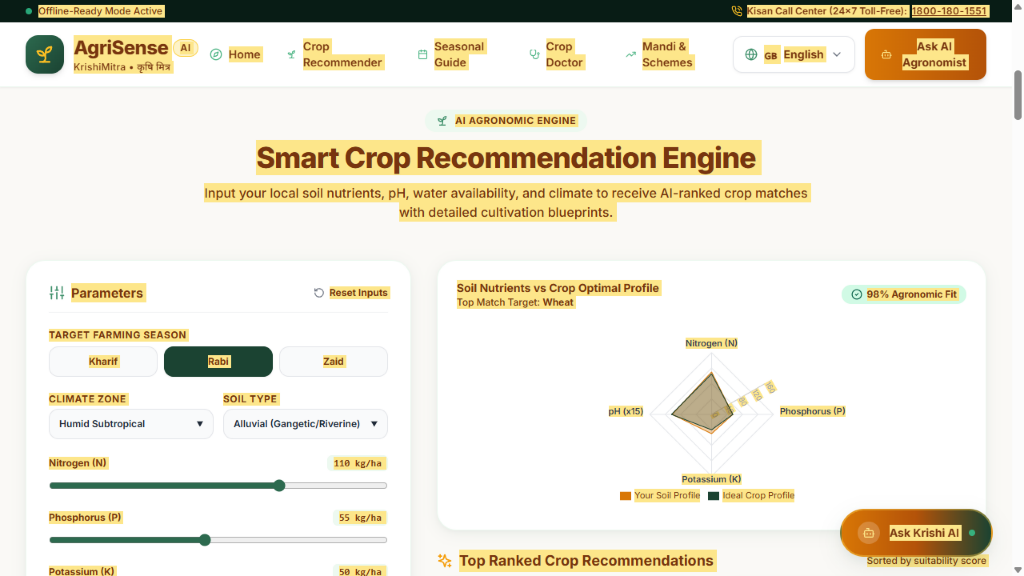 Offline-Ready Mode Active
Kisan Call Center (24×7 Toll-Free): 1800-180-1551
AgriSense AI
KrishiMitra • कृषि मित्र
Home
Crop Recommender
Seasonal Guide
Crop Doctor
Mandi & Schemes
GB English
Ask AI Agronomist
AI AGRONOMIC ENGINE
Smart Crop Recommendation Engine
Input your local soil nutrients, pH, water availability, and climate to receive AI-ranked crop matches
with detailed cultivation blueprints.
Parameters
Reset Inputs
TARGET FARMING SEASON
Kharif
Rabi
Zaid
CLIMATE ZONE
SOIL TYPE
Humid Subtropical
Alluvial (Gangetic/Riverine)
Nitrogen (N)
110 kg/ha
Phosphorus (P)
55 kg/ha
Potassium (K)
50 kg/ha
Soil Nutrients vs Crop Optimal Profile
Top Match Target: Wheat
98% Agronomic Fit
Nitrogen (N)
pH (x15)
Phosphorus (P)
Potassium (K)
Your Soil Profile
Ideal Crop Profile
Ask Krishi AI
Top Ranked Crop Recommendations
Sorted by suitability score